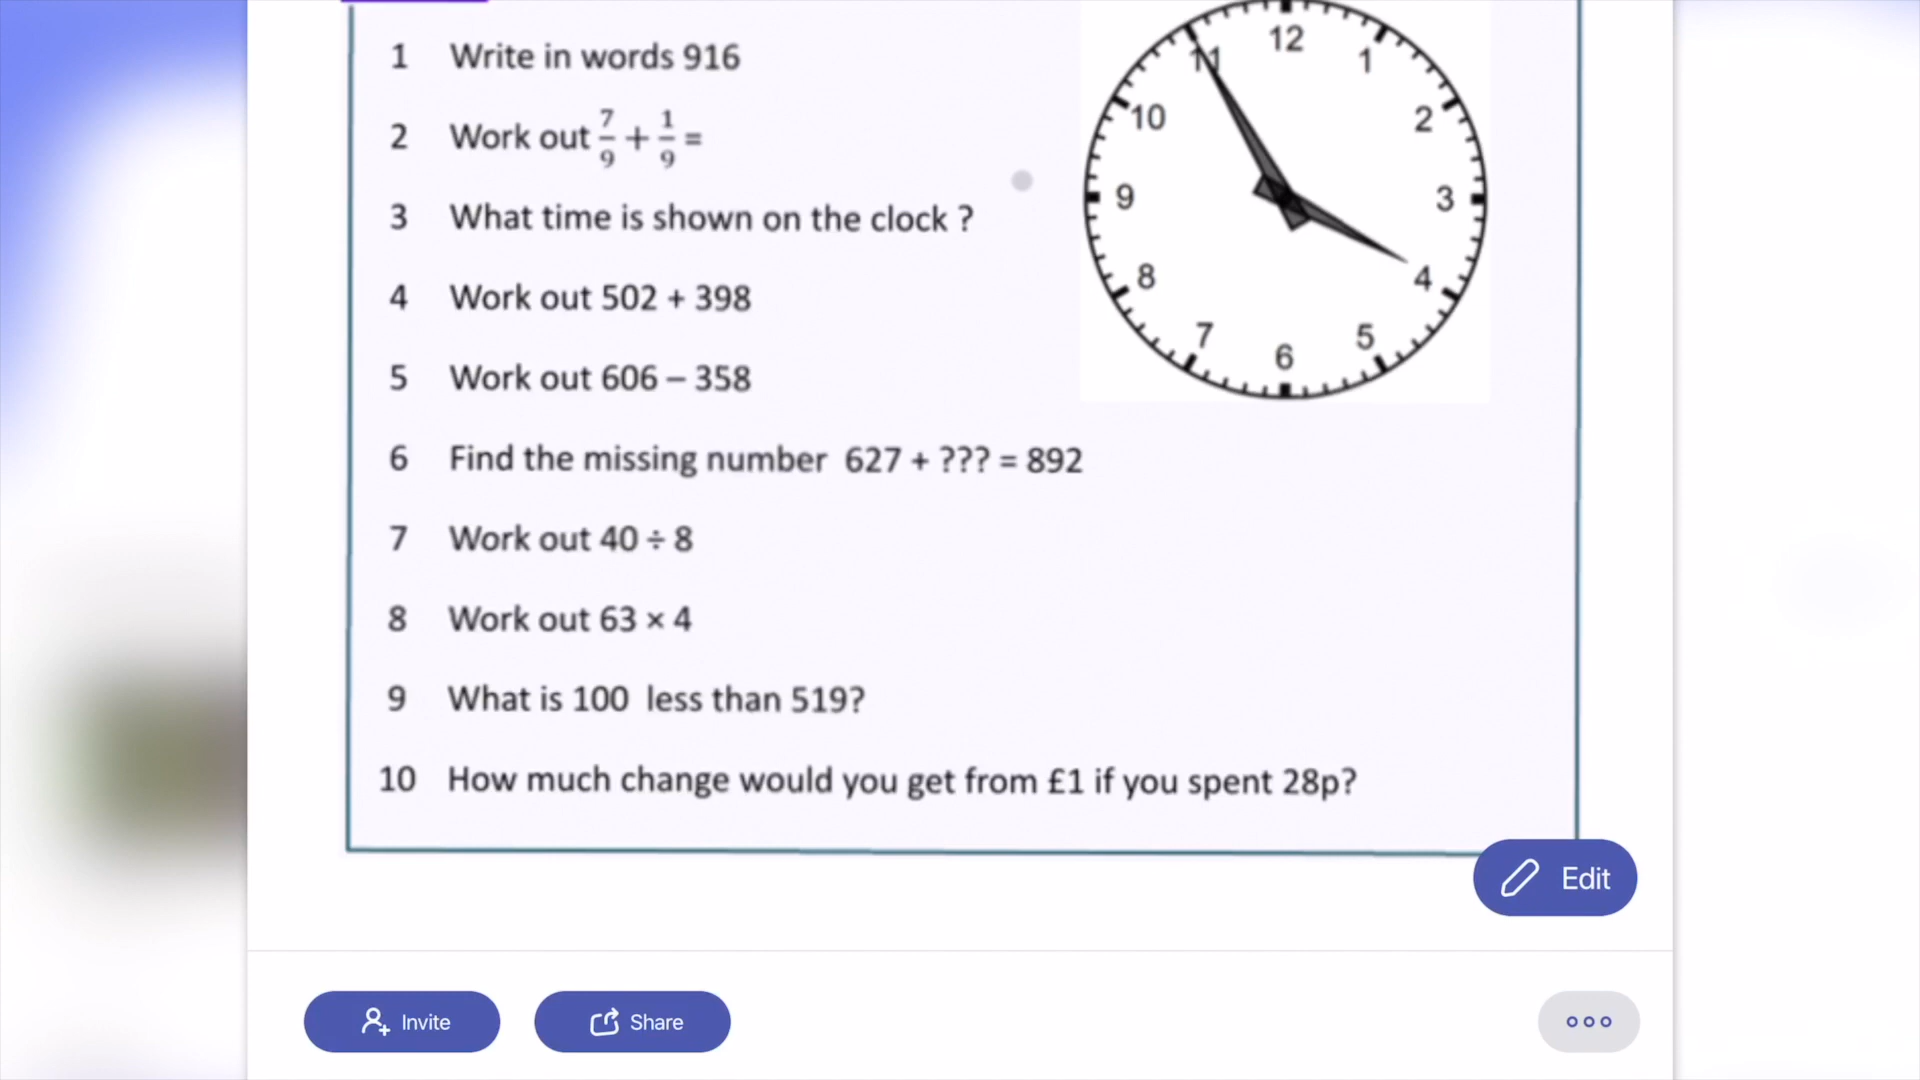 1 Write in words 916
2 Work out 7/9 + 1/9 =
3 What time is shown on the clock ?
4 Work out 502 + 398
5 Work out 606 – 358
6 Find the missing number 627 + ??? = 892
7 Work out 40 ÷ 8
8 Work out 63 × 4
9 What is 100 less than 519?
10 How much change would you get from £1 if you spent 28p?
12
1
2
3
4
5
6
7
8
9
10
11
Edit
Invite
Share